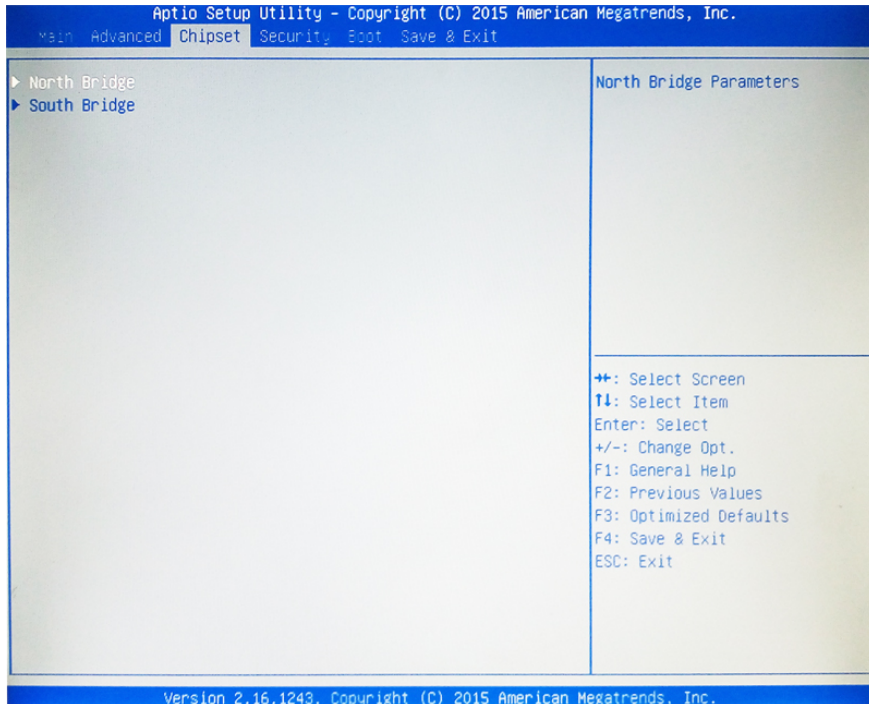 Aptio Setup Utility - Copyright (C) 2015 American Megatrends, Inc.
Main Advanced Chipset Security Boot Save & Exit
North Bridge
South Bridge
North Bridge Parameters
→←: Select Screen
↑↓: Select Item
Enter: Select
+/-: Change Opt.
F1: General Help
F2: Previous Values
F3: Optimized Defaults
F4: Save & Exit
ESC: Exit
Version 2.16.1243. Copyright (C) 2015 American Megatrends, Inc.